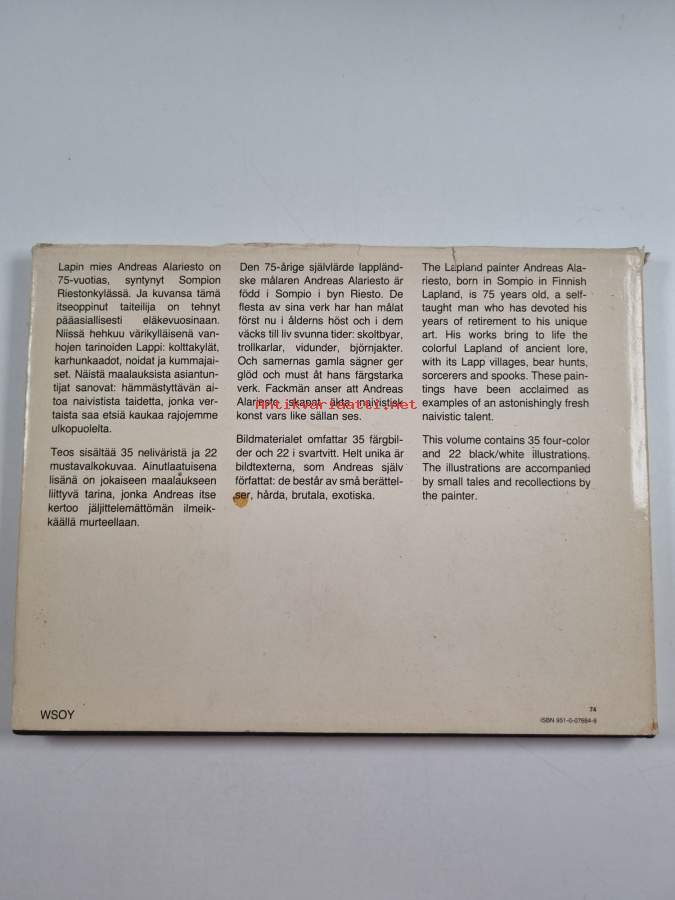 Lapin mies Andreas Alariesto on
75-vuotias, syntynyt Sompion
Riestonkylässä. Ja kuvansa tämä
itseoppinut taiteilija on tehnyt
pääasiallisesti eläkevuosinaan.
Niissä hehkuu värikylläisenä van-
hojen tarinoiden Lappi: kolttakylät,
karhunkaadot, noidat ja kummajai-
set. Näistä maalauksista asiantun-
tijat sanovat: hämmästyttävän ai-
toa naivistista taidetta, jonka ver-
taista saa etsiä kaukaa rajojemme
ulkopuolelta.
Teos sisältää 35 neliväristä ja 22
mustavalkokuvaa. Ainutlaatuisena
lisänä on jokaiseen maalaukseen
liittyvä tarina, jonka Andreas itse
kertoo jäljittelemättömän ilmeik-
käällä murteellaan.
Den 75-årige självlärde lappländ-
ske målaren Andreas Alariesto är
född i Sompio i byn Riesto. De
flesta av sina verk har han målat
först nu i ålderns höst och i dem
väcks till liv svunna tider: skoltbyar,
trollkarlar, vidunder, björnjakter.
Och samernas gamla sägner ger
glöd och must åt hans färgstarka
verk. Fackmän anser att Andreas
Alariesto skapat äkta naivistisk
konst vars like sällan ses.
Bildmaterialet omfattar 35 färgbil-
der och 22 i svartvitt. Helt unika är
bildtexterna, som Andreas själv
författat: de består av små berättel-
ser, hårda, brutala, exotiska.
The Lapland painter Andreas Ala-
riesto, born in Sompio in Finnish
Lapland, is 75 years old, a self-
taught man who has devoted his
years of retirement to his unique
art. His works bring to life the
colorful Lapland of ancient lore,
with its Lapp villages, bear hunts,
sorcerers and spooks. These pain-
tings have been acclaimed as
examples of an astonishingly fresh
naivistic talent.
This volume contains 35 four-color
and 22 black/white illustrations.
The illustrations are accompanied
by small tales and recollections by
the painter.
Antikvariaatti.net
WSOY
74
ISBN 951-0-07684-8